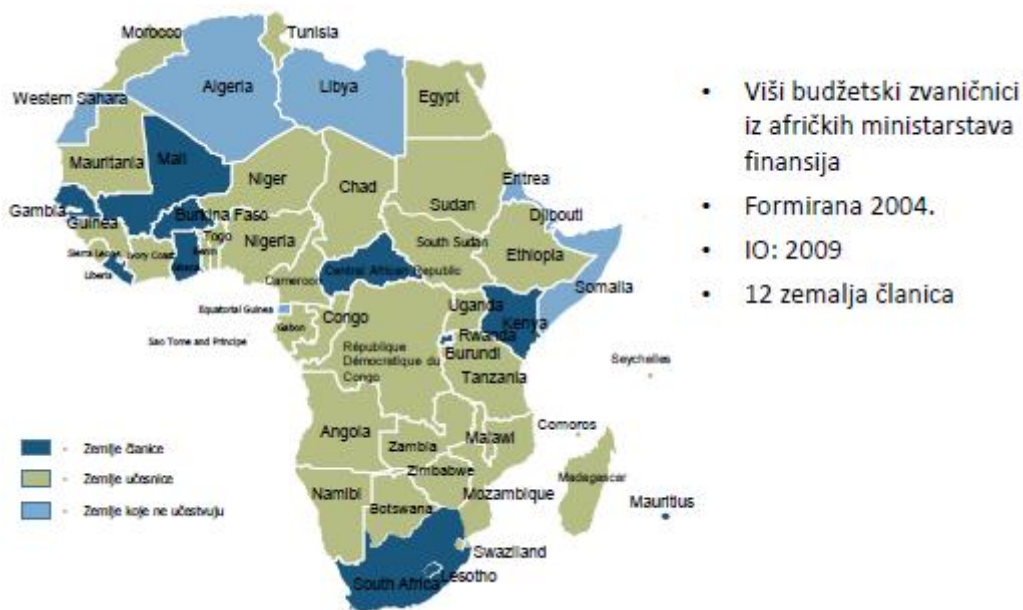 Morocco
Tunisia
Algeria
Libya
Egypt
Western Sahara
Mauritania
Mali
Niger
Chad
Sudan
Eritrea
Gambia
Guinea
Burkina Faso
Djibouti
Sierra Leone
Ivory Coast
Togo
Benin
Nigeria
South Sudan
Ethiopia
Liberia
Ghana
Cameroon
Central African Republic
Somalia
Equatorial Guinea
Congo
Uganda
Kenya
Gabon
Rwanda
Sao Tome and Principe
République
Démocratique du
Congo
Burundi
Seychelles
Tanzania
Comoros
Angola
Malawi
Zambia
Zimbabwe
Madagascar
Namibi
Mozambique
Mauritius
Botswana
Swaziland
Lesotho
South Africa
- Zemlje članice
- Zemlje učesnice
- Zemlje koje ne učestvuju
• Viši budžetski zvaničnici
iz afričkih ministarstava
finansija
• Formirana 2004.
• IO: 2009
• 12 zemalja članica